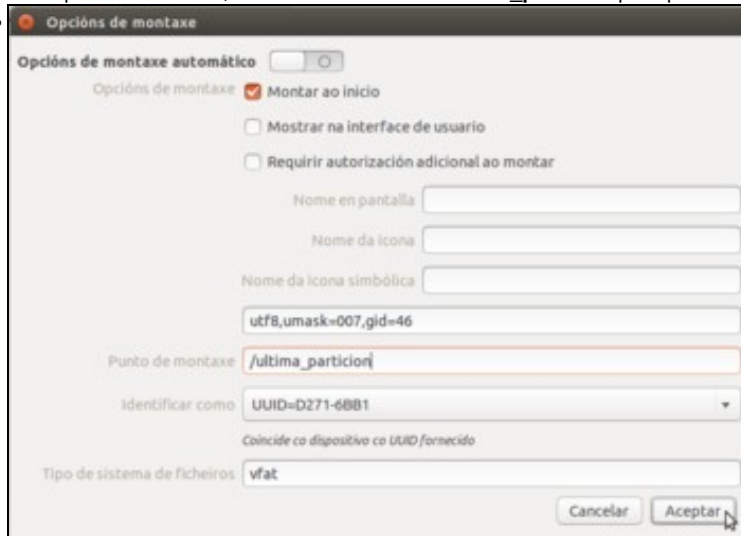 Opcións de montaxe
Opcións de montaxe automático
Opcións de montaxe Montar ao inicio
Mostrar na interface de usuario
Requirir autorización adicional ao montar
Nome en pantalla
Nome da icona
Nome da icona simbólica
utf8,umask=007,gid=46
Punto de montaxe /ultima_particion
Identificar como UUID=D271-6BB1
Coincide co dispositivo co UUID fornecido
Tipo de sistema de ficheiros vfat
Cancelar Aceptar